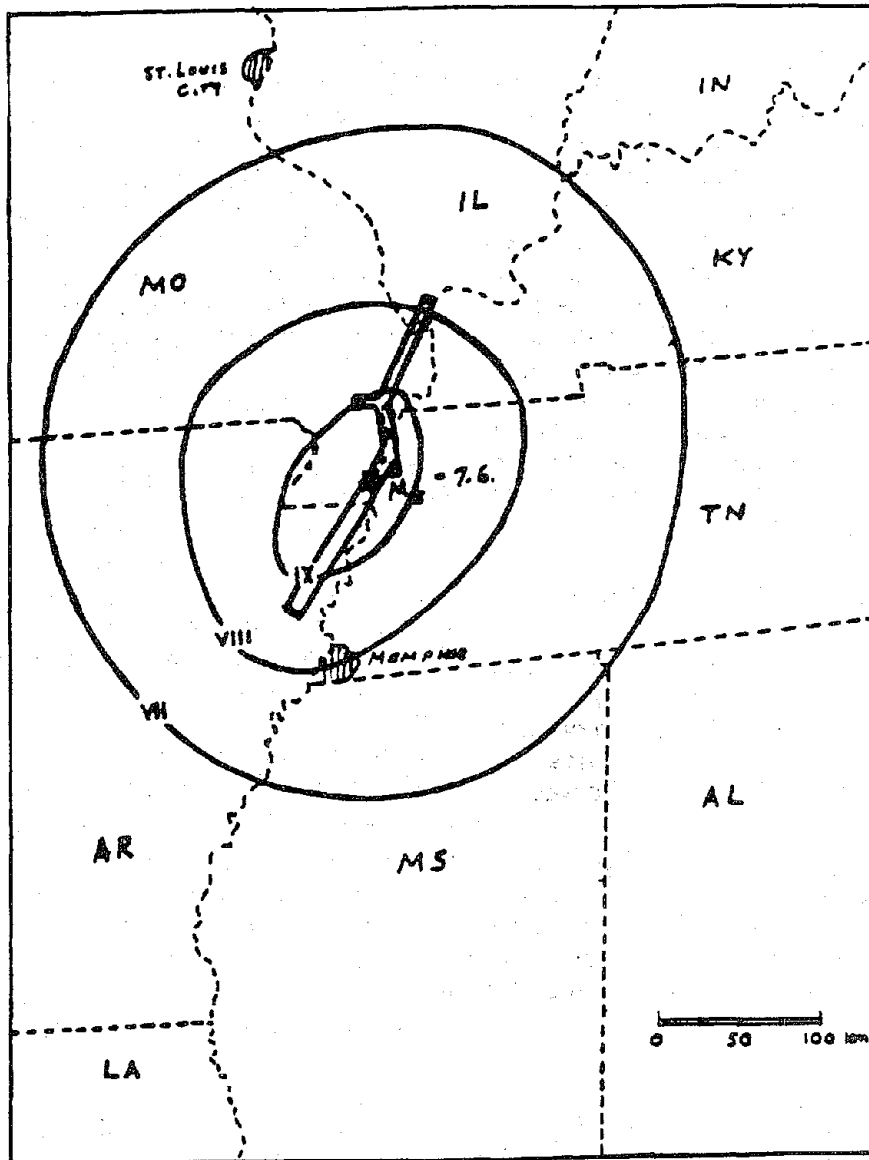 ST. LOUIS
CITY
IN
IL
KY
MO
= 7.6.
TN
IX
VIII
MEMPHIS
VII
AL
AR
MS
0 50 100 km
LA